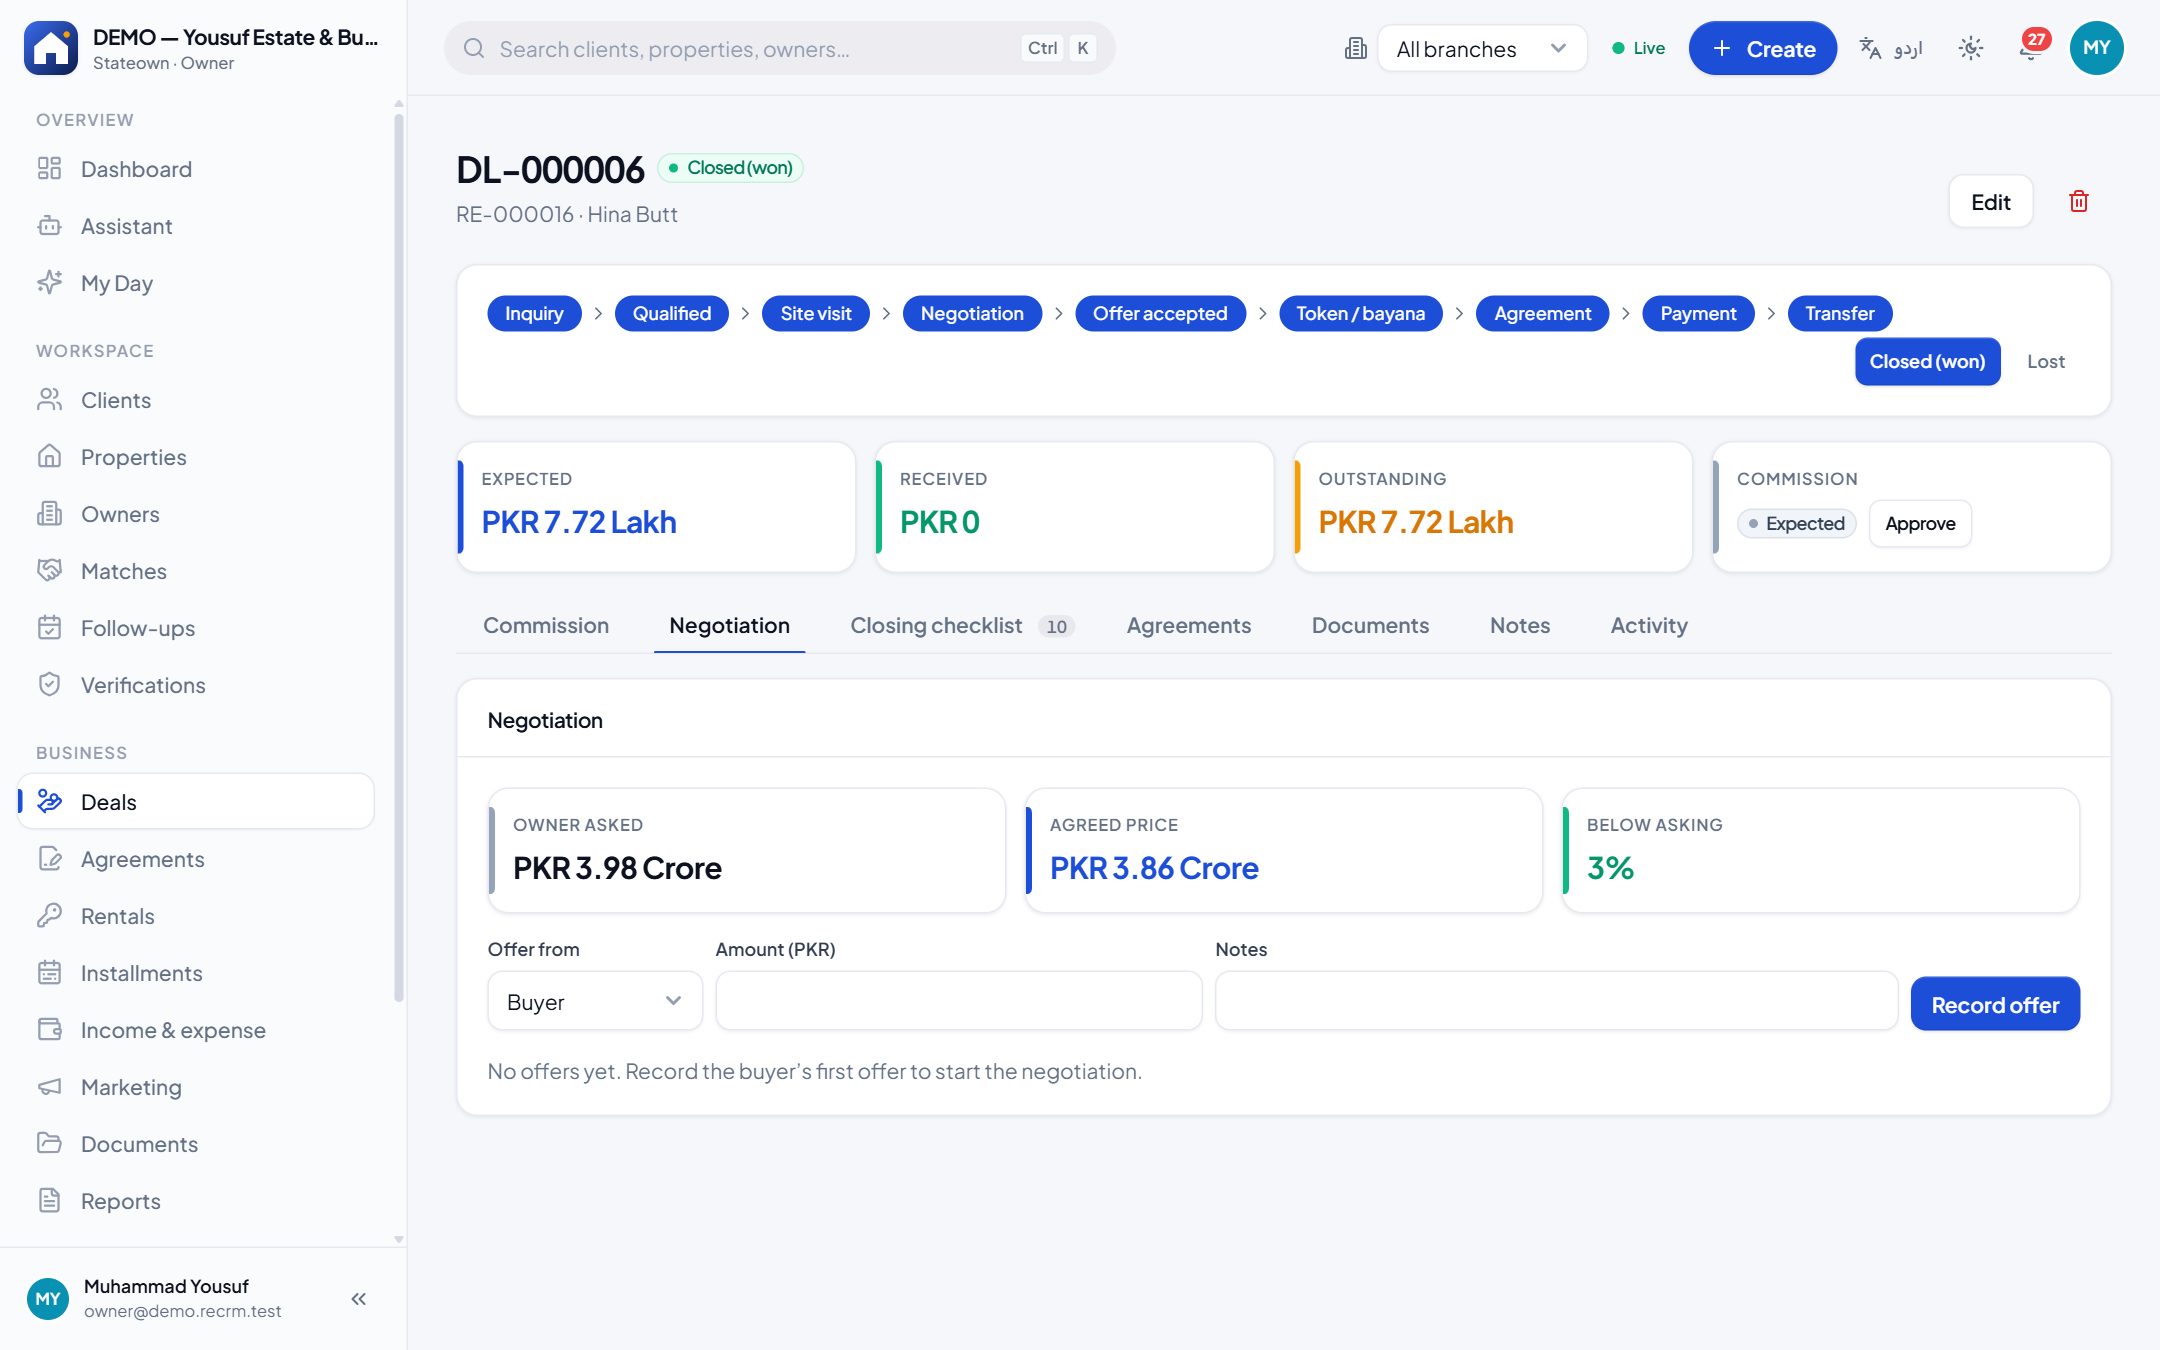 DEMO — Yousuf Estate & Bu...
Stateown · Owner
Search clients, properties, owners...
Ctrl K
All branches
Live
Create
اردو
27
MY
OVERVIEW
Dashboard
Assistant
My Day
WORKSPACE
Clients
Properties
Owners
Matches
Follow-ups
Verifications
BUSINESS
Deals
Agreements
Rentals
Installments
Income & expense
Marketing
Documents
Reports
MY
Muhammad Yousuf
owner@demo.recrm.test
DL-000006
Closed (won)
RE-000016 · Hina Butt
Edit
Inquiry
Qualified
Site visit
Negotiation
Offer accepted
Token / bayana
Agreement
Payment
Transfer
Closed (won)
Lost
EXPECTED
PKR 7.72 Lakh
RECEIVED
PKR 0
OUTSTANDING
PKR 7.72 Lakh
COMMISSION
Expected
Approve
Commission
Negotiation
Closing checklist 10
Agreements
Documents
Notes
Activity
Negotiation
OWNER ASKED
PKR 3.98 Crore
AGREED PRICE
PKR 3.86 Crore
BELOW ASKING
3%
Offer from
Buyer
Amount (PKR)
Notes
Record offer
No offers yet. Record the buyer’s first offer to start the negotiation.